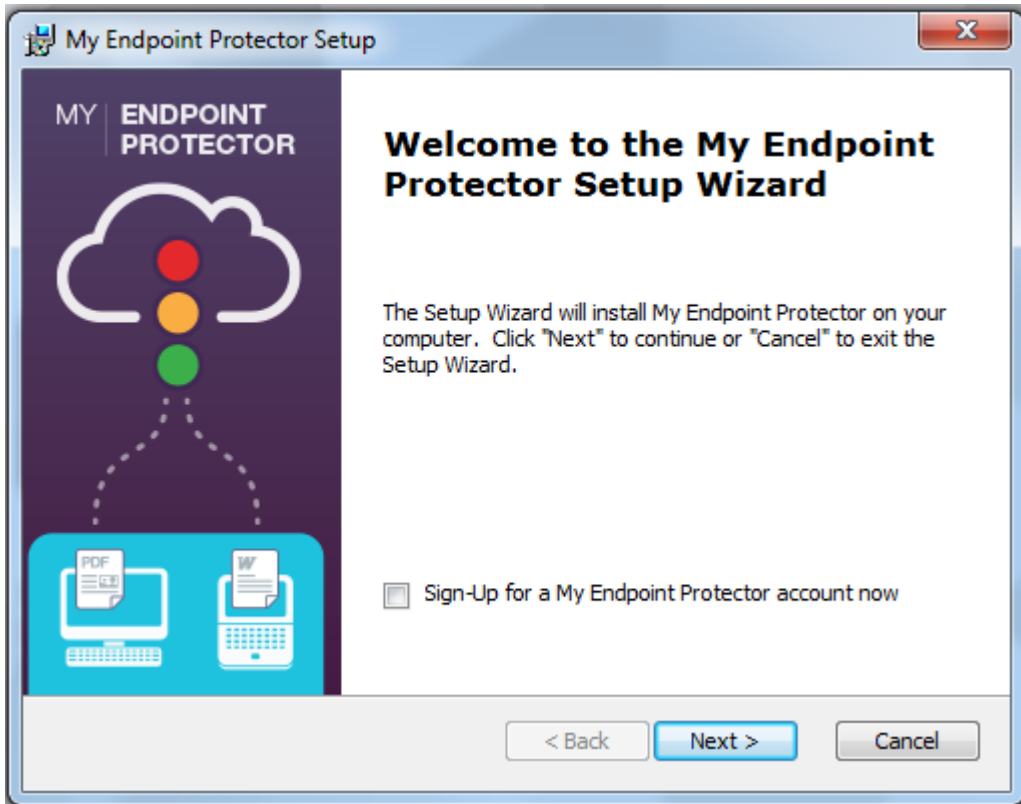 My Endpoint Protector Setup
MY ENDPOINT
PROTECTOR
Welcome to the My Endpoint
Protector Setup Wizard
The Setup Wizard will install My Endpoint Protector on your
computer.  Click "Next" to continue or "Cancel" to exit the
Setup Wizard.
PDF
W
Sign-Up for a My Endpoint Protector account now
< Back
Next >
Cancel